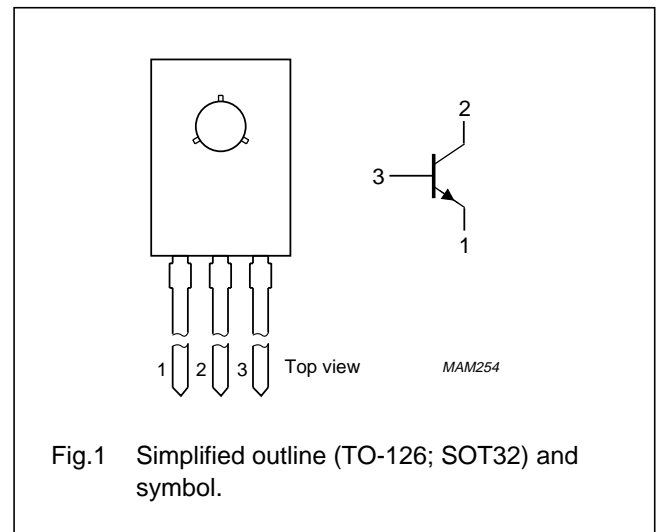 2
3
1
1 2 3 Top view MAM254
Fig.1 Simplified outline (TO-126; SOT32) and
symbol.